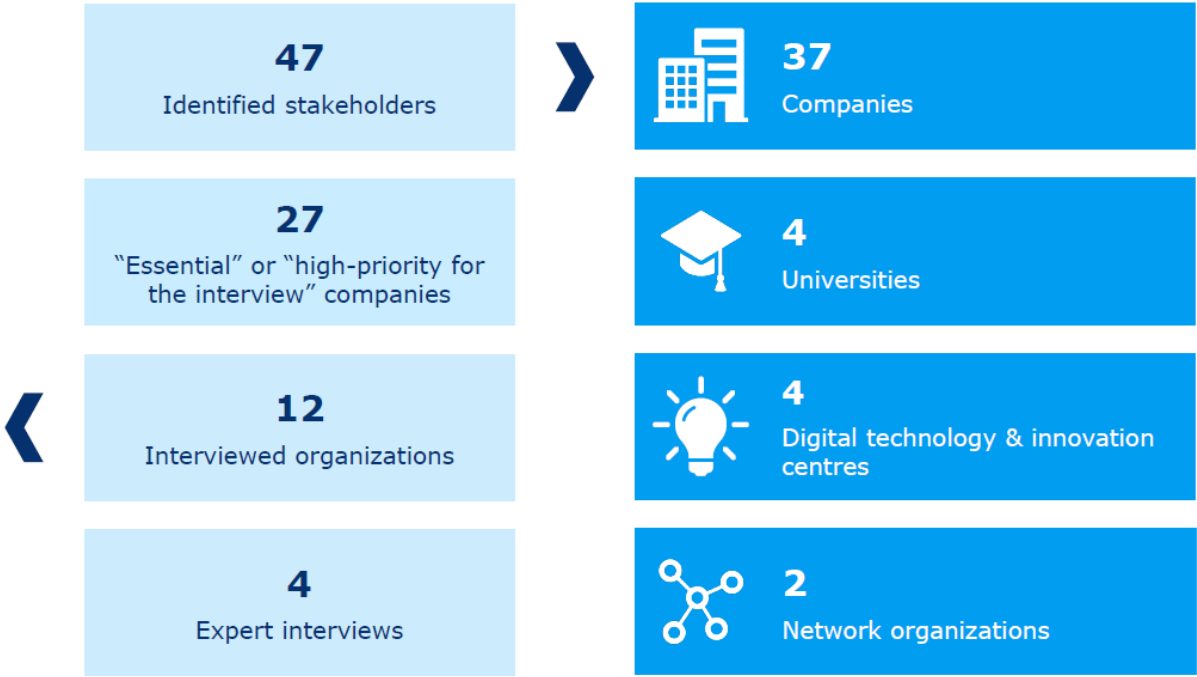 47
Identified stakeholders
27
“Essential” or “high-priority for
the interview” companies
12
Interviewed organizations
4
Expert interviews
37
Companies
4
Universities
4
Digital technology & innovation
centres
2
Network organizations